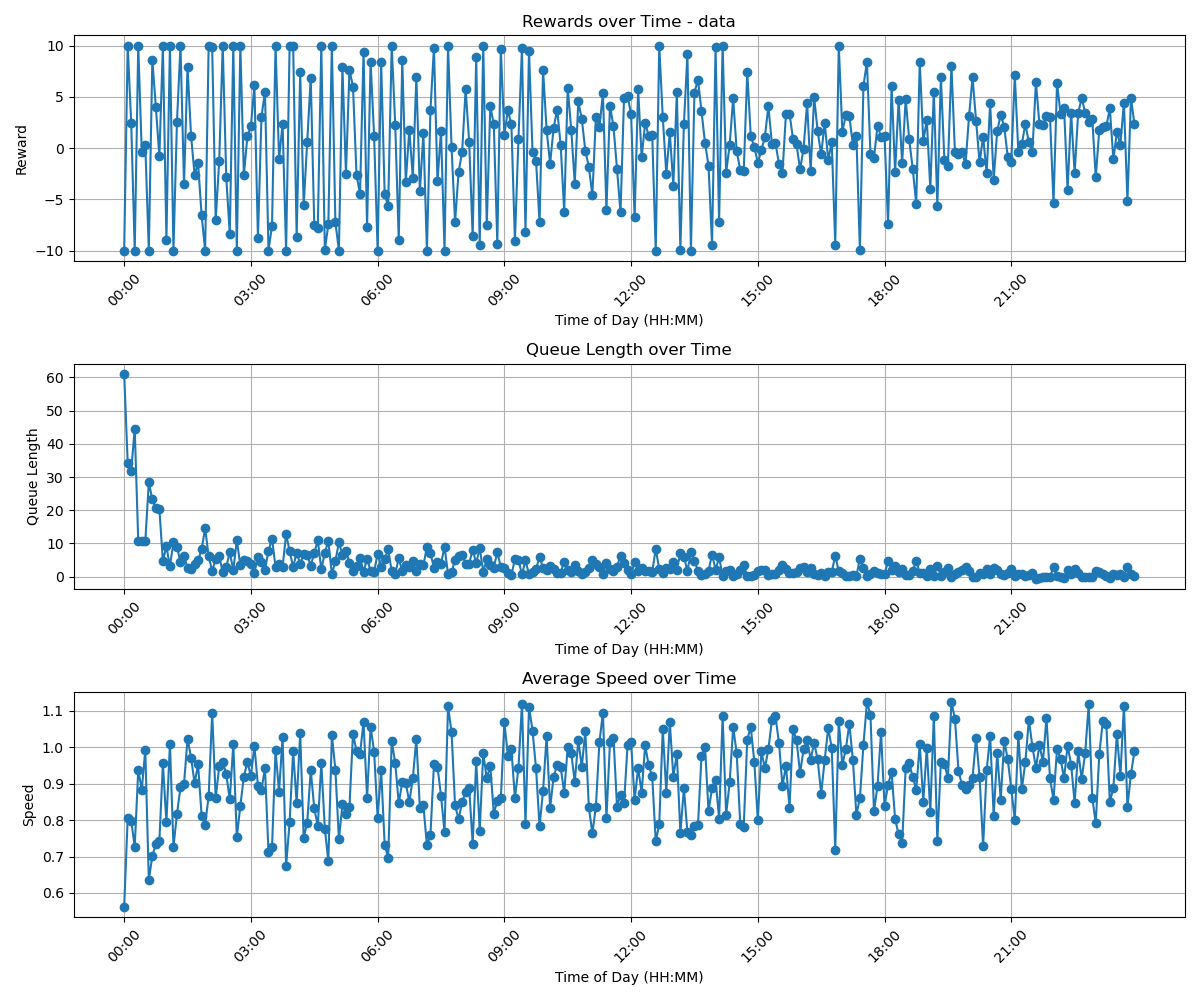 Rewards over Time - data
10
5
0
−5
−10
Reward
00:00 03:00 06:00 09:00 12:00 15:00 18:00 21:00
Time of Day (HH:MM)
Queue Length over Time
60
50
40
30
20
10
0
Queue Length
00:00 03:00 06:00 09:00 12:00 15:00 18:00 21:00
Time of Day (HH:MM)
Average Speed over Time
1.1
1.0
0.9
0.8
0.7
0.6
Speed
00:00 03:00 06:00 09:00 12:00 15:00 18:00 21:00
Time of Day (HH:MM)